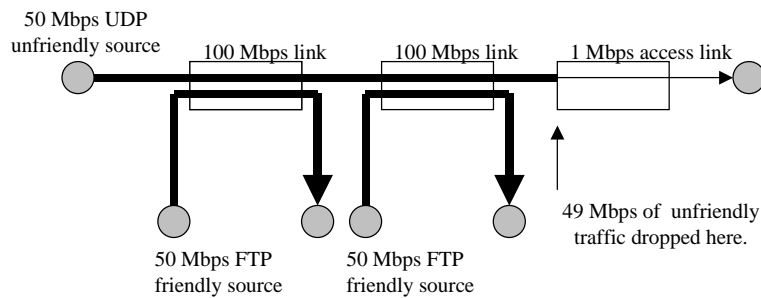 50 Mbps UDP
unfriendly source
100 Mbps link
100 Mbps link
1 Mbps access link
49 Mbps of unfriendly
traffic dropped here.
50 Mbps FTP
friendly source
50 Mbps FTP
friendly source